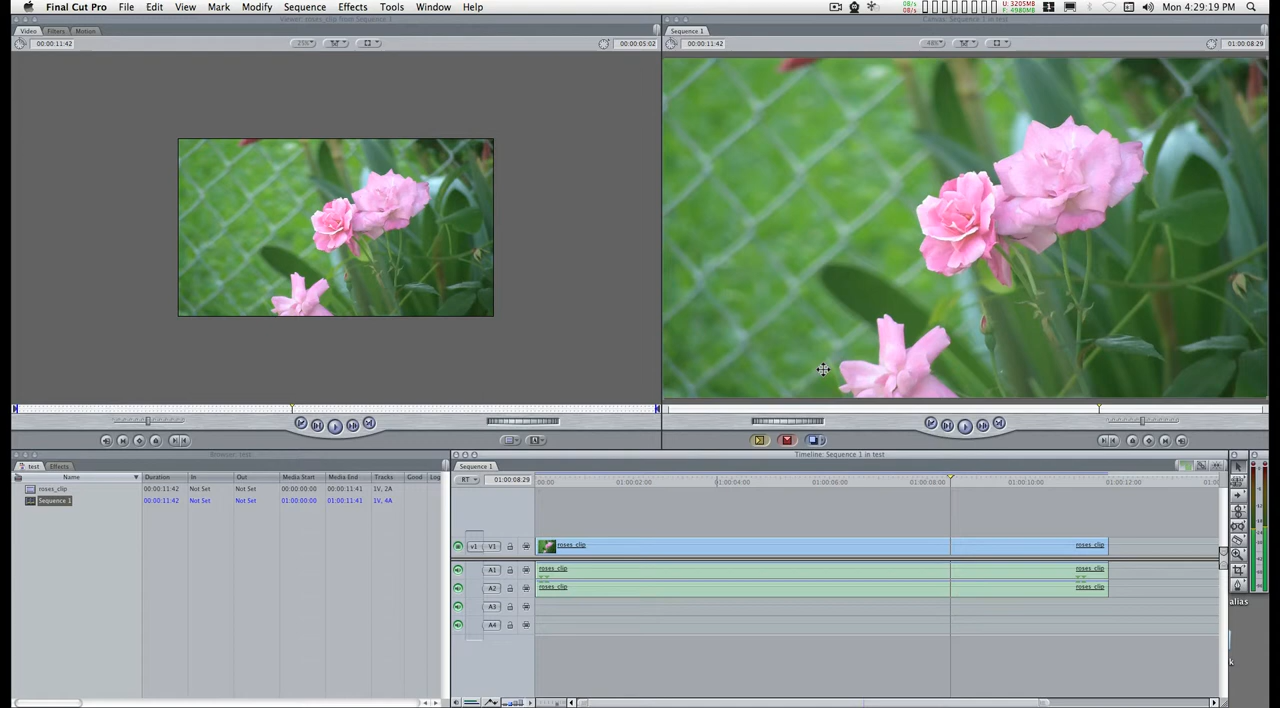 Final Cut Pro File Edit View Mark Modify Sequence Effects Tools Window Help
08/s
08/s
U: 3205MB
F: 4980MB
1
Mon 4:29:19 PM
Viewer: roses_clip from Sequence 1
Canvas: Sequence 1 in test
Video Filters Motion
Sequence 1
00:00:11:42
25%
00:00:05:02
00:00:11:42
48%
01:00:08:29
Browser: test
test Effects
Name Duration In Out Media Start Media End Tracks Good Log
roses_clip 00:00:11:42 Not Set Not Set 00:00:00:00 00:00:11:41 1V, 2A
Sequence 1 00:00:11:42 Not Set Not Set 01:00:00:00 01:00:11:41 1V, 4A
Timeline: Sequence 1 in test
Sequence 1
RT 01:00:08:29
00:00 01:00:02:00 01:00:04:00 01:00:06:00 01:00:08:00 01:00:10:00 01:00:12:00 01:00
v1 V1 roses_clip roses_clip
A1 roses_clip roses_clip
A2 roses_clip roses_clip
A3
A4
alias
k